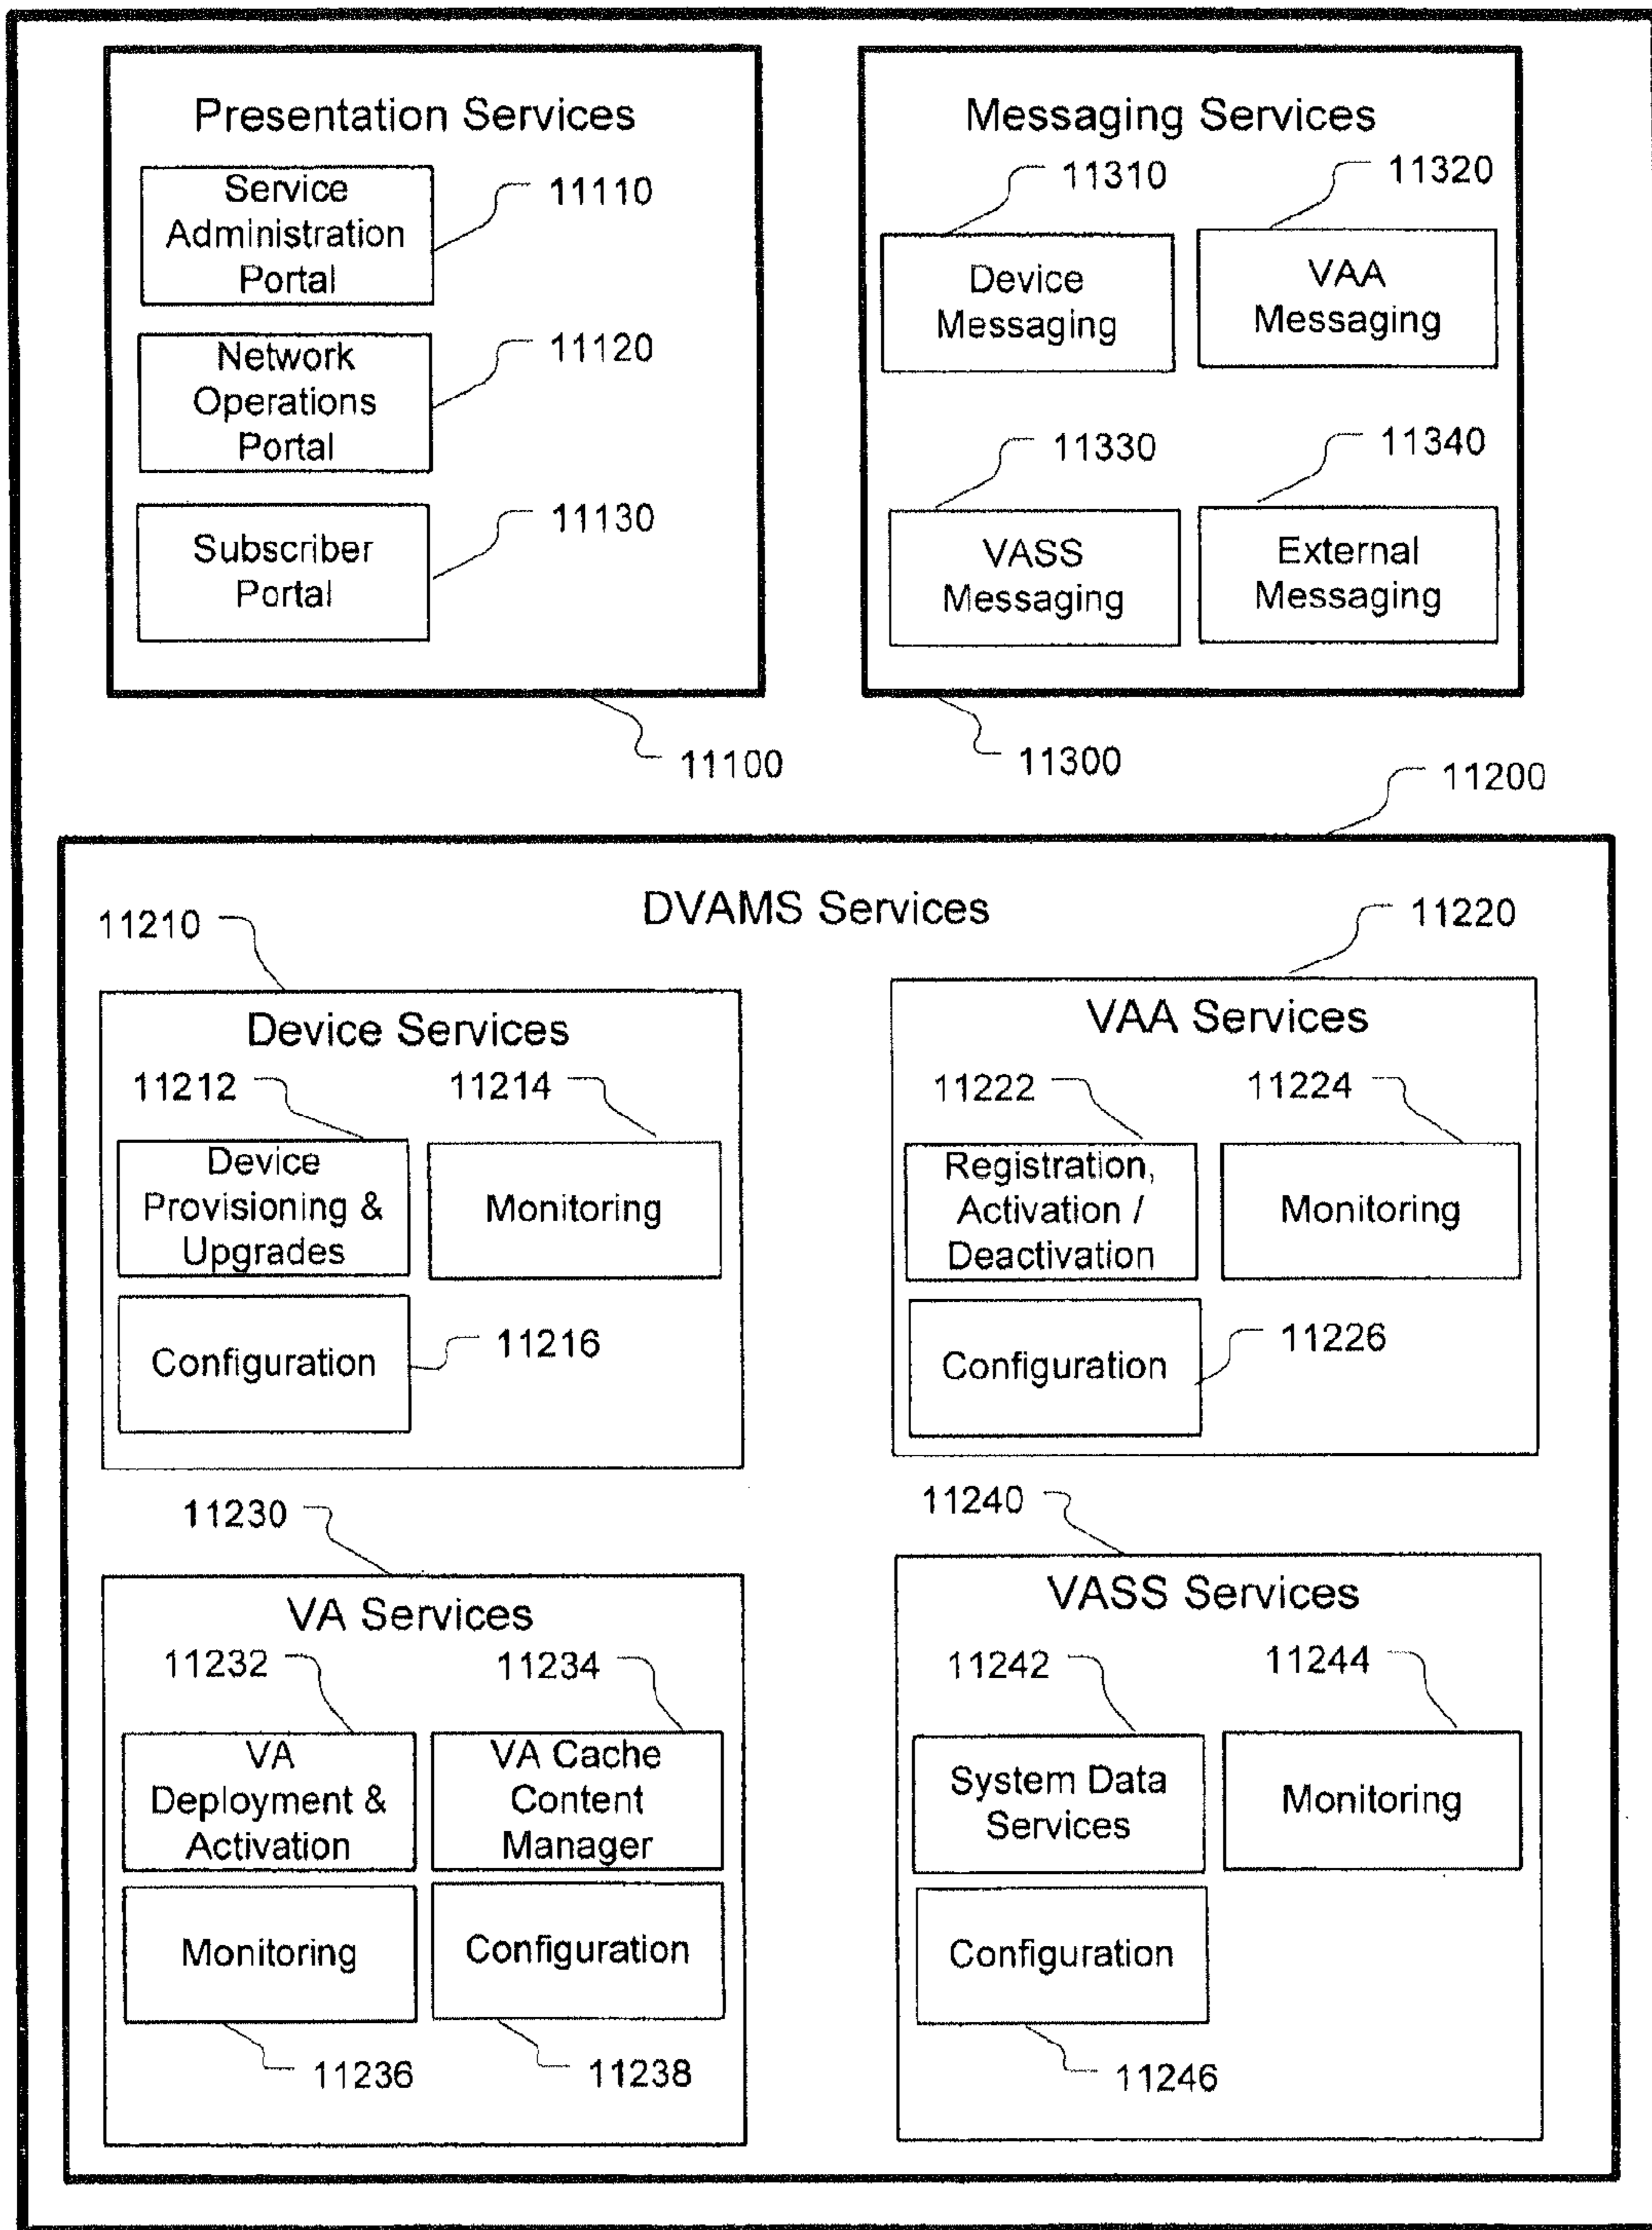 Presentation Services
Service
Administration
Portal
11110
Network
Operations
Portal
11120
Subscriber
Portal
11130
11100
Messaging Services
11310
11320
Device
Messaging
VAA
Messaging
11330
11340
VASS
Messaging
External
Messaging
11300
11200
DVAMS Services
11210
Device Services
11212
11214
Device
Provisioning &
Upgrades
Monitoring
Configuration
11216
11220
VAA Services
11222
11224
Registration,
Activation /
Deactivation
Monitoring
Configuration
11226
11230
VA Services
11232
11234
VA
Deployment &
Activation
VA Cache
Content
Manager
Monitoring
Configuration
11236
11238
11240
VASS Services
11242
11244
System Data
Services
Monitoring
Configuration
11246